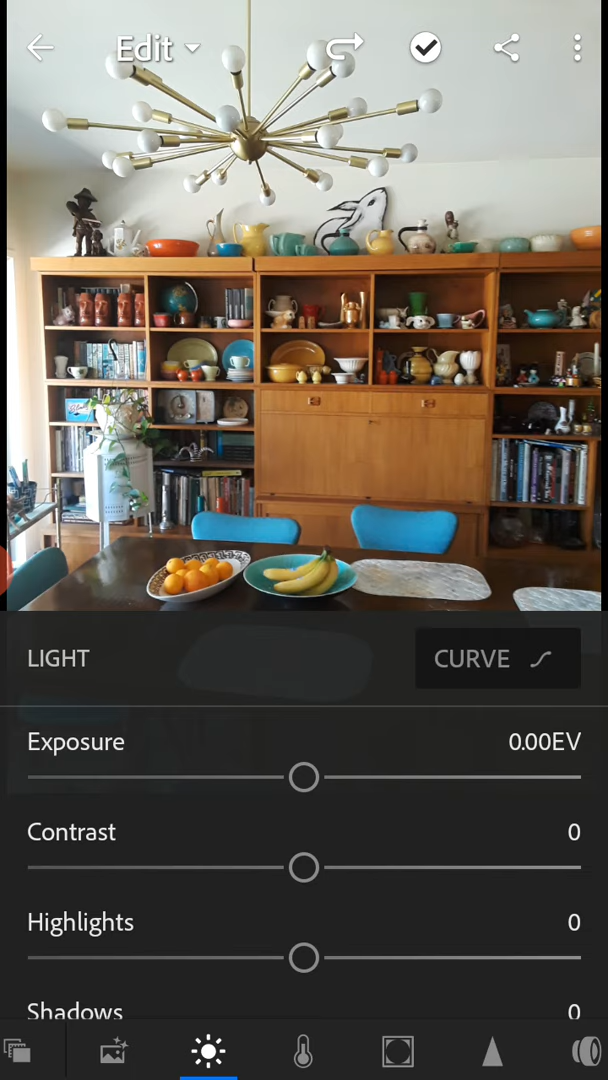 Edit
LIGHT
CURVE
Exposure
0.00EV
Contrast
0
Highlights
0
Shadows
0